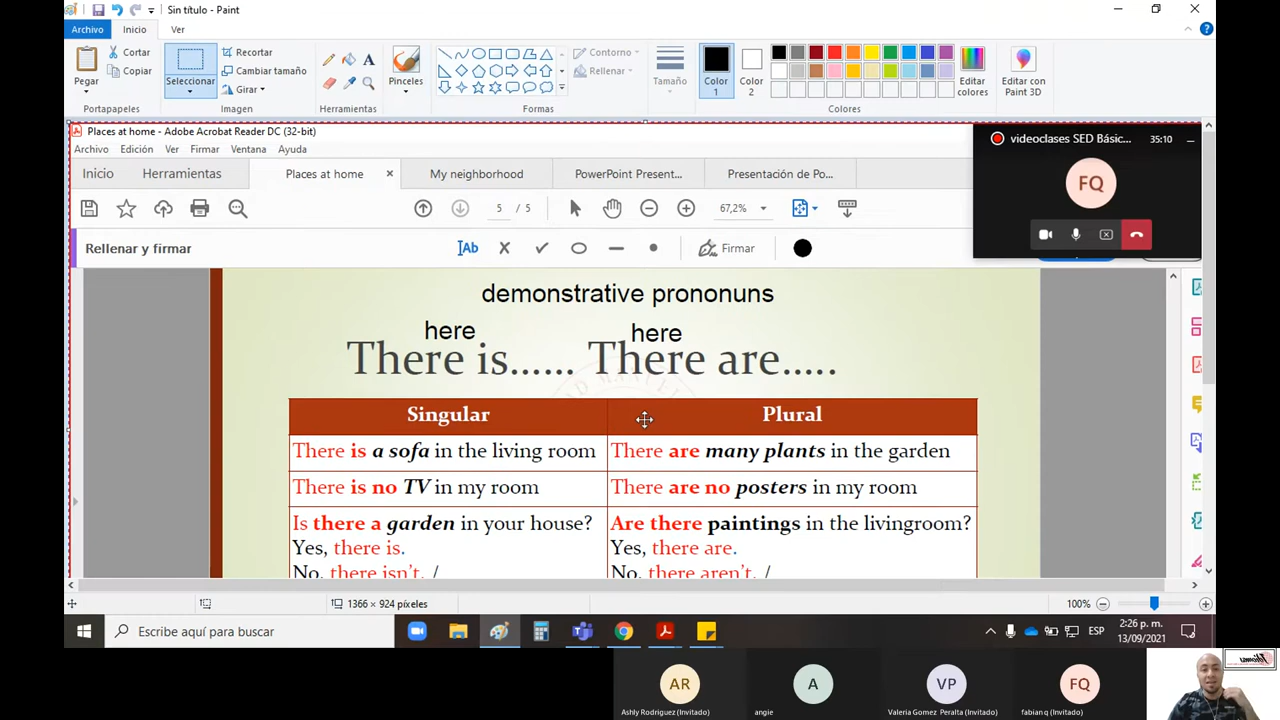 Sin título - Paint
Archivo Inicio Ver
Pegar Cortar Copiar
Seleccionar Recortar
Cambiar tamaño
Girar
Pinceles
Contorno
Rellenar
Tamaño Color 1 Color 2 Editar colores Editar con Paint 3D
Portapapeles Imagen Herramientas Formas Colores
Places at home - Adobe Acrobat Reader DC (32-bit)
Archivo Edición Ver Firmar Ventana Ayuda
videoclases SED Básic... 35:10
FQ
Inicio Herramientas Places at home × My neighborhood PowerPoint Present... Presentación de Po...
5 / 5 67,2%
Rellenar y firmar Ab Firmar
demonstrative prononuns
here here
There is...... There are.....
Singular Plural
There is a sofa in the living room There are many plants in the garden
There is no TV in my room There are no posters in my room
Is there a garden in your house? Are there paintings in the livingroom?
Yes, there is. Yes, there are.
No, there isn't. / No, there aren't. /
1366 × 924 píxeles 100%
Escribe aquí para buscar ESP 2:26 p. m.
13/09/2021
AR A VP FQ
Ashly Rodriguez (Invitado) angie Valeria Gomez Peralta (Invitado) fabian q (Invitado)